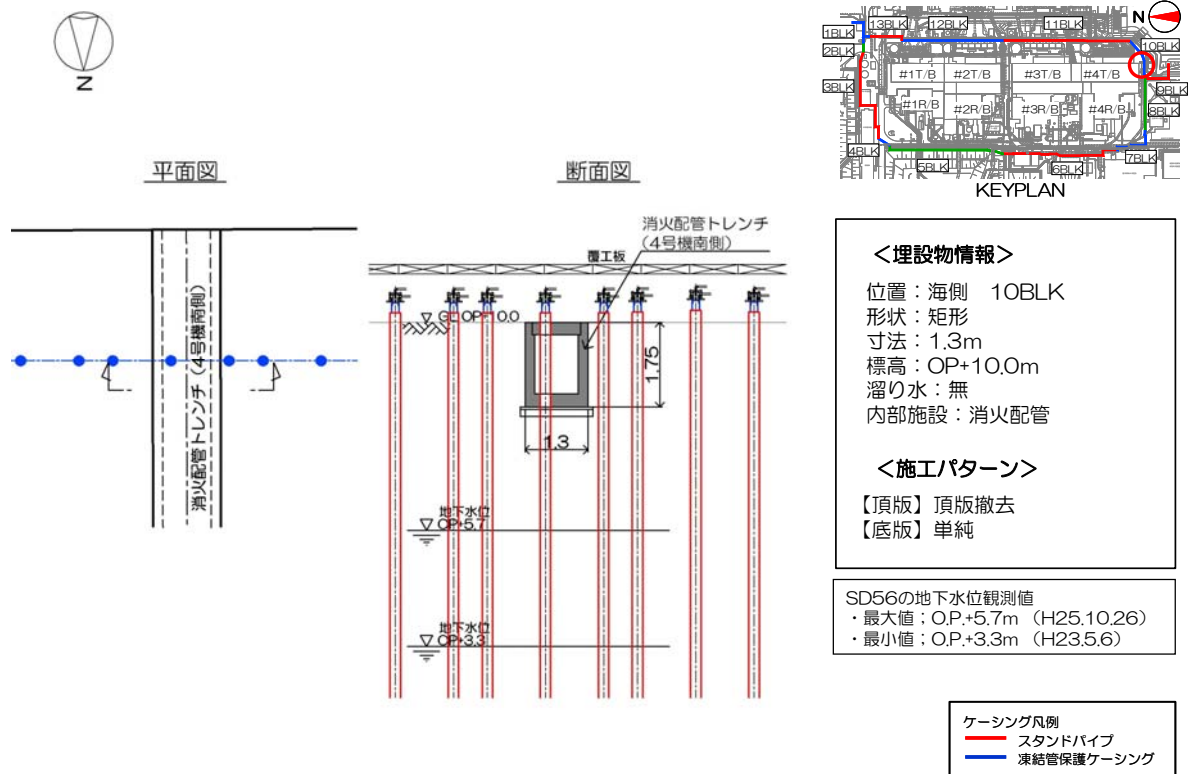 N
平面図
消火配管トレンチ(4号機南側)
断面図
消火配管トレンチ
(4号機南側)
覆工板
GL OP+10.0
1.75
1.3
地下水位
OP+5.7
地下水位
OP+3.3
N
1BLK
2BLK
3BLK
4BLK
5BLK
6BLK
7BLK
8BLK
9BLK
10BLK
11BLK
12BLK
13BLK
#1T/B
#2T/B
#3T/B
#4T/B
#1R/B
#2R/B
#3R/B
#4R/B
KEYPLAN
<埋設物情報>
位置:海側 10BLK
形状:矩形
寸法:1.3m
標高:OP+10.0m
溜り水:無
内部施設:消火配管
<施工パターン>
【頂版】頂版撤去
【底版】単純
SD56の地下水位観測値
・最大値;O.P.+5.7m (H25.10.26)
・最小値;O.P.+3.3m (H23.5.6)
ケーシング凡例
スタンドパイプ
凍結管保護ケーシング